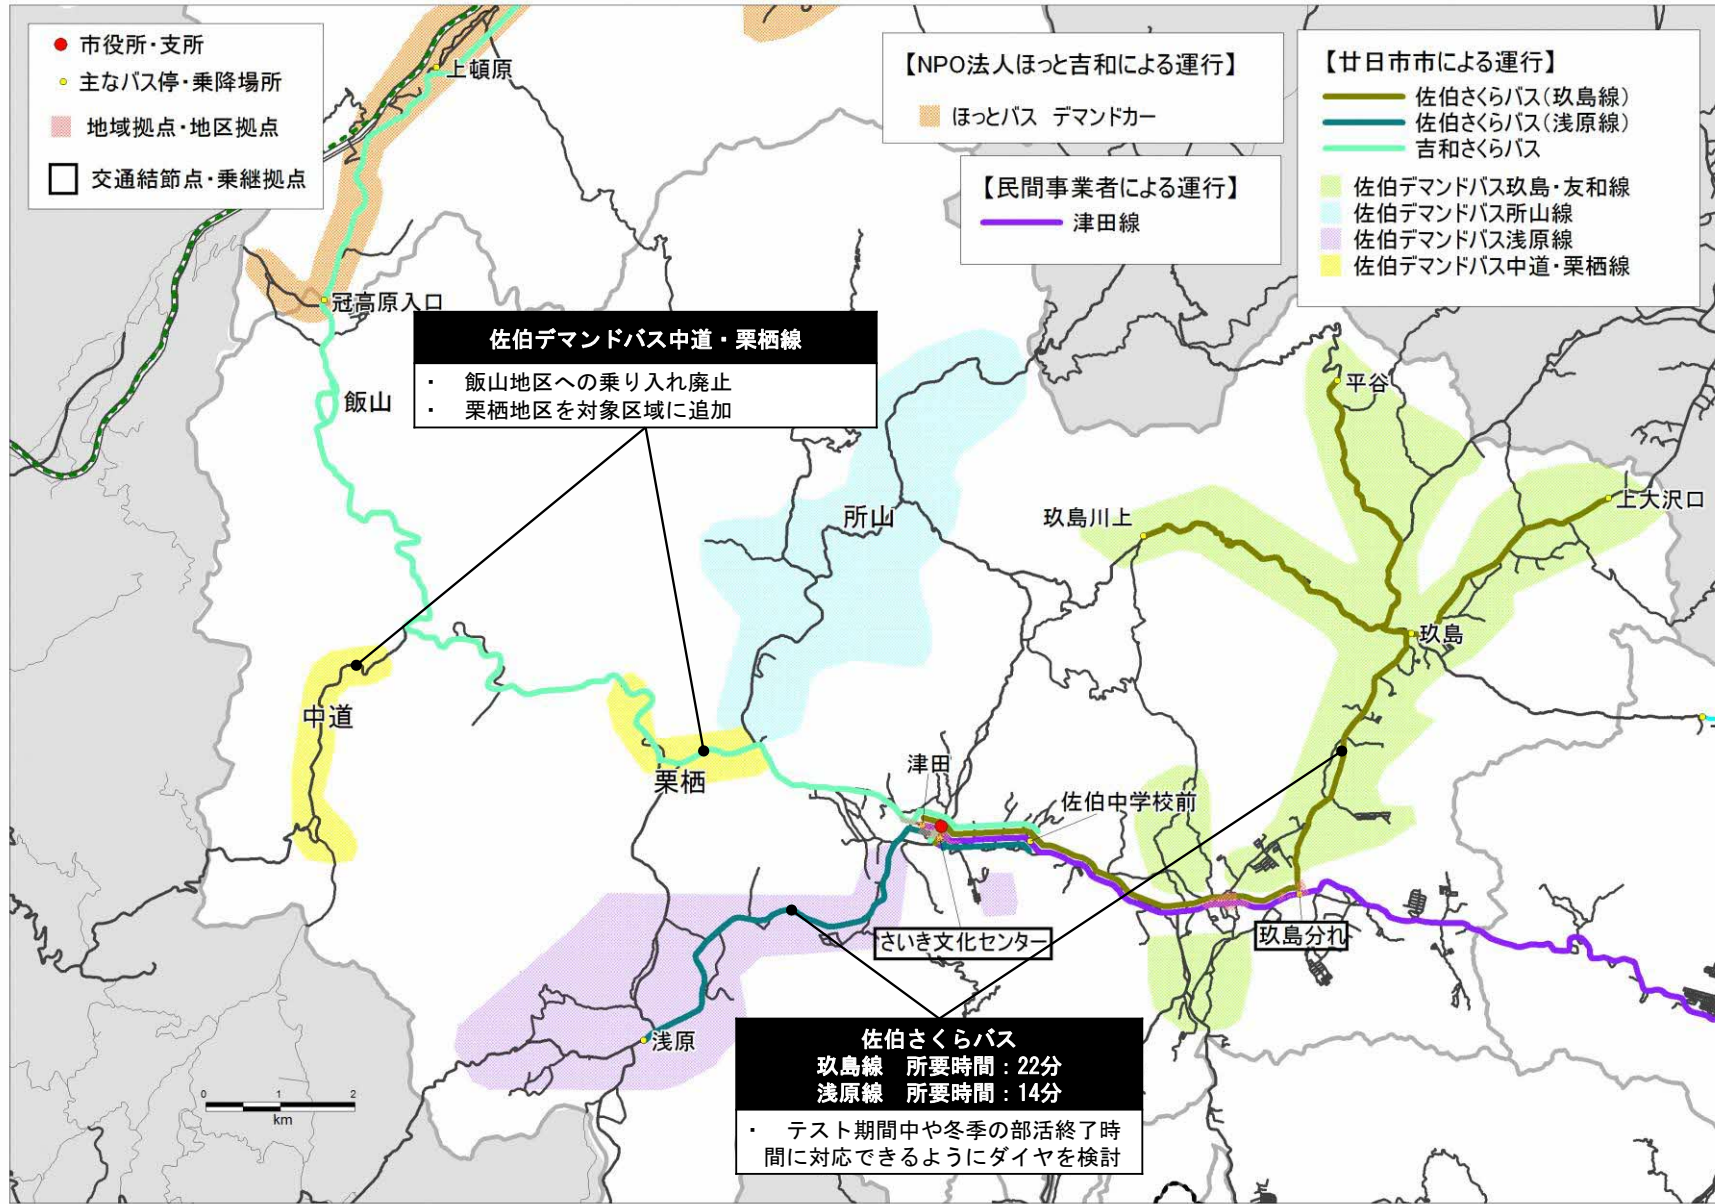 市役所・支所
主なバス停・乗降場所
地域拠点・地区拠点
交通結節点・乗継拠点
【NPO法人ほっと吉和による運行】
ほっとバス デマンドカー
【民間事業者による運行】
津田線
【廿日市市による運行】
佐伯さくらバス(玖島線)
佐伯さくらバス(浅原線)
吉和さくらバス
佐伯デマンドバス玖島・友和線
佐伯デマンドバス所山線
佐伯デマンドバス浅原線
佐伯デマンドバス中道・栗栖線
上頓原
冠高原入口
佐伯デマンドバス中道・栗栖線
・ 飯山地区への乗り入れ廃止
・ 栗栖地区を対象区域に追加
飯山
平谷
上大沢口
所山
玖島川上
玖島
中道
栗栖
津田
佐伯中学校前
さいき文化センター
玖島分れ
浅原
佐伯さくらバス
玖島線 所要時間：22分
浅原線 所要時間：14分
・ テスト期間中や冬季の部活終了時
間に対応できるようにダイヤを検討
0 1 2
km